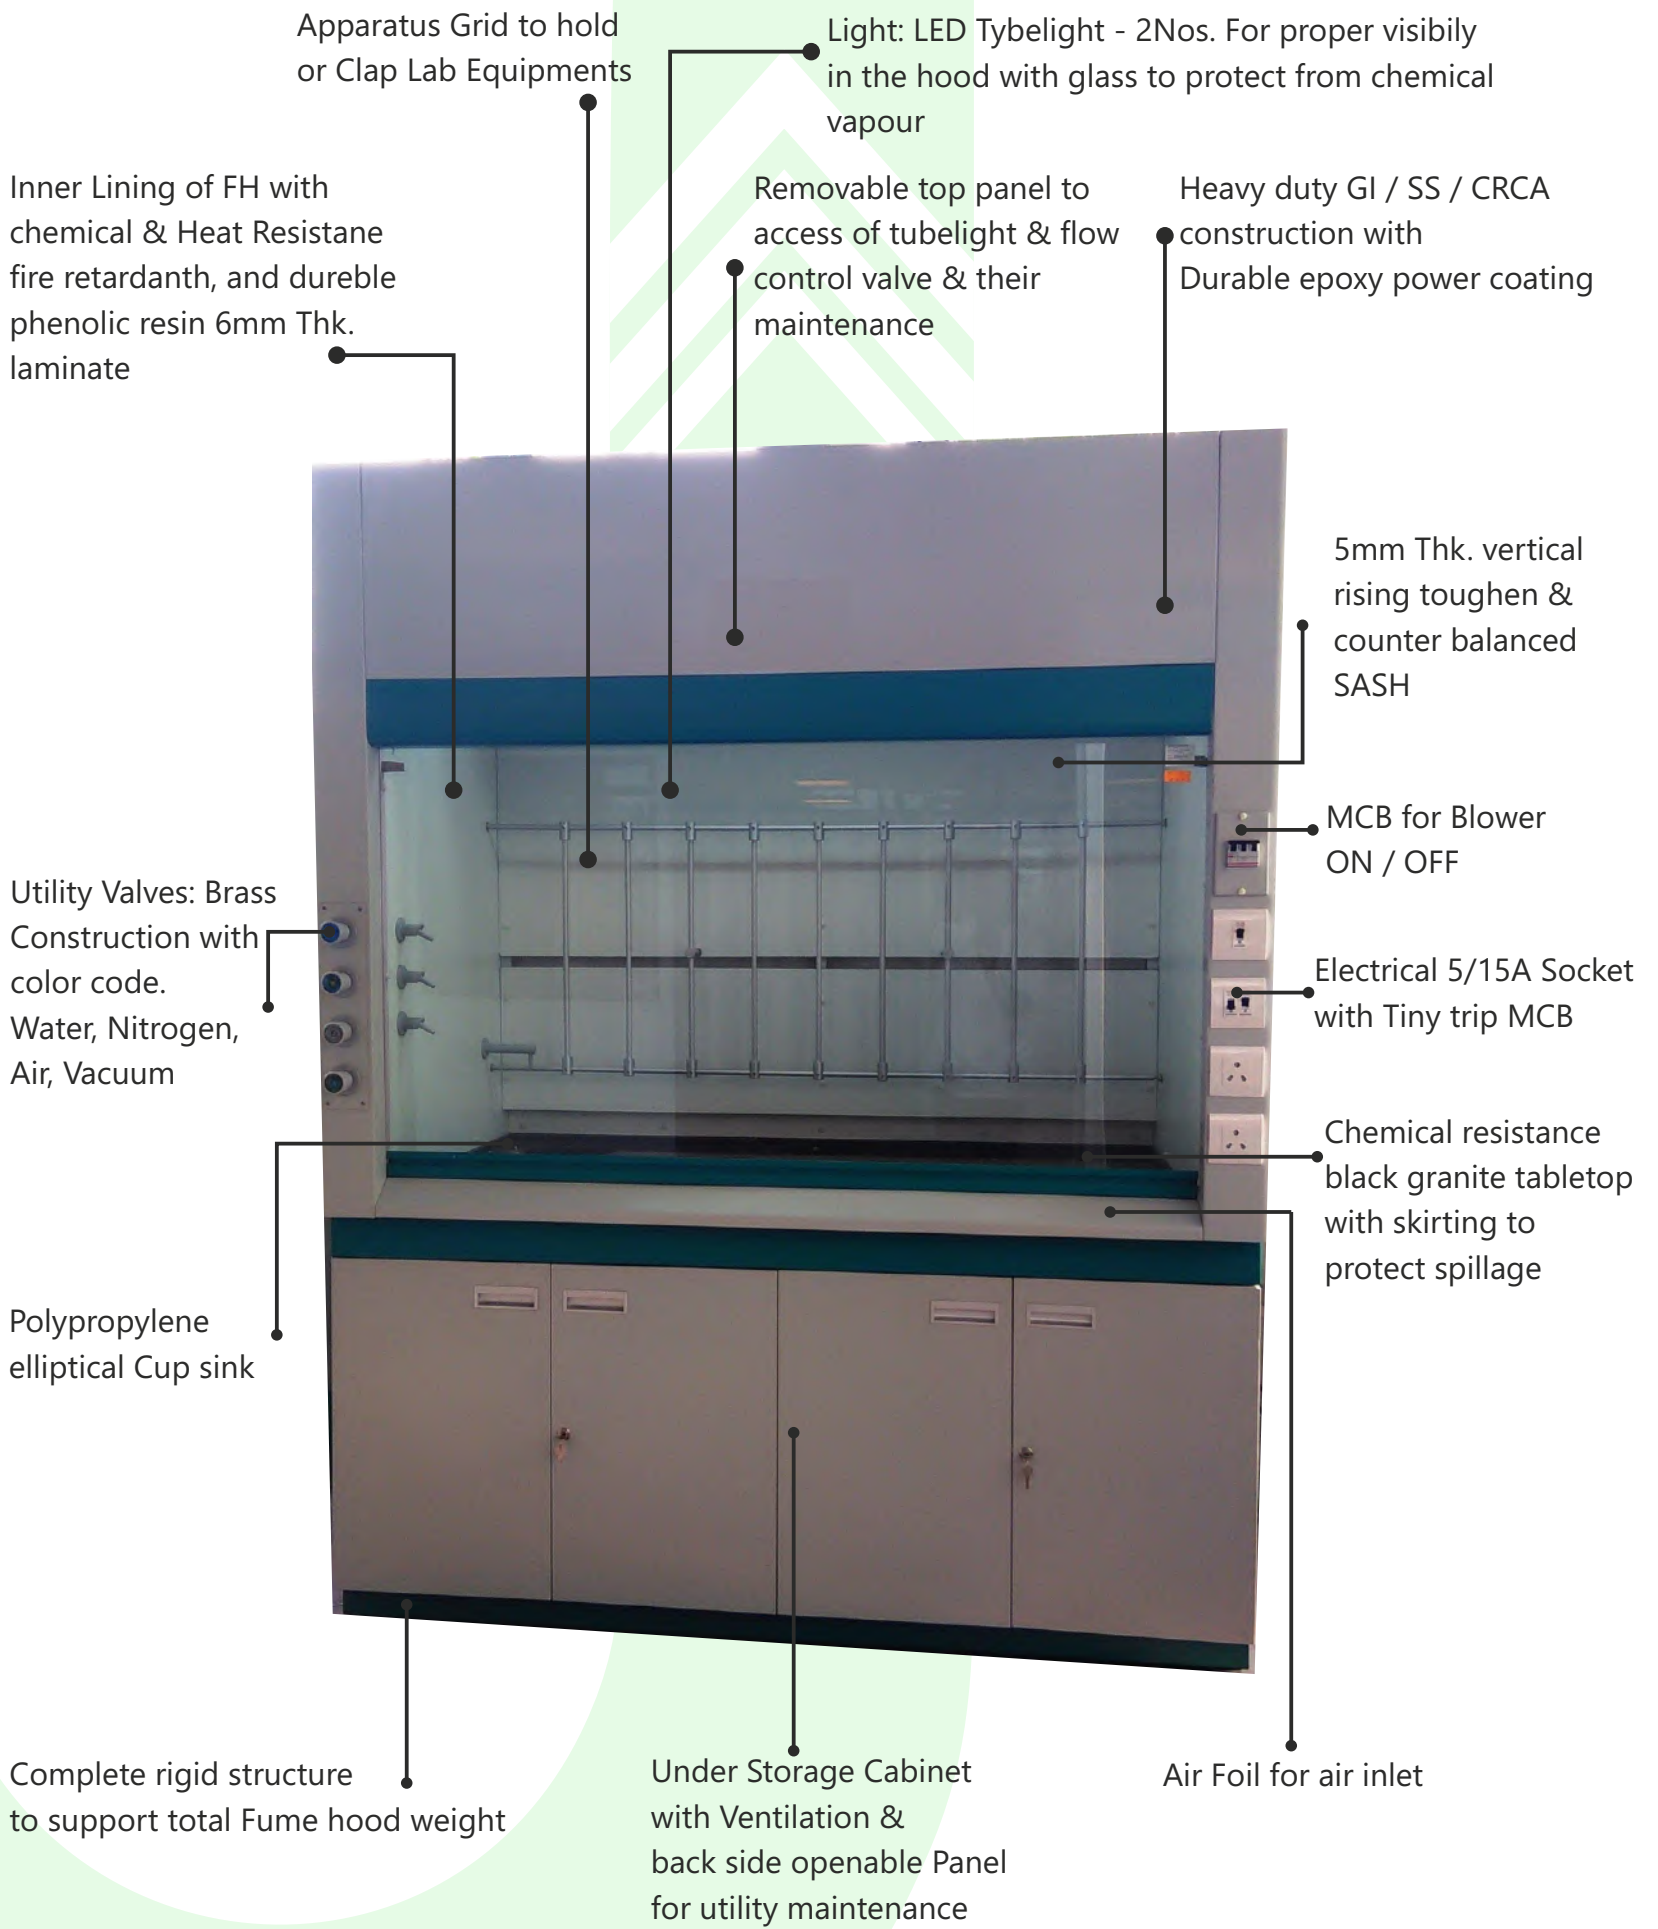 Apparatus Grid to hold
or Clap Lab Equipments
Light: LED Tybelight - 2Nos. For proper visibily
in the hood with glass to protect from chemical
vapour
Inner Lining of FH with
chemical & Heat Resistane
fire retardanth, and dureble
phenolic resin 6mm Thk.
laminate
Removable top panel to
access of tubelight & flow
control valve & their
maintenance
Heavy duty GI / SS / CRCA
construction with
Durable epoxy power coating
5mm Thk. vertical
rising toughen &
counter balanced
SASH
MCB for Blower
ON / OFF
Utility Valves: Brass
Construction with
color code.
Water, Nitrogen,
Air, Vacuum
Electrical 5/15A Socket
with Tiny trip MCB
Chemical resistance
black granite tabletop
with skirting to
protect spillage
Polypropylene
elliptical Cup sink
Complete rigid structure
to support total Fume hood weight
Under Storage Cabinet
with Ventilation &
back side openable Panel
for utility maintenance
Air Foil for air inlet